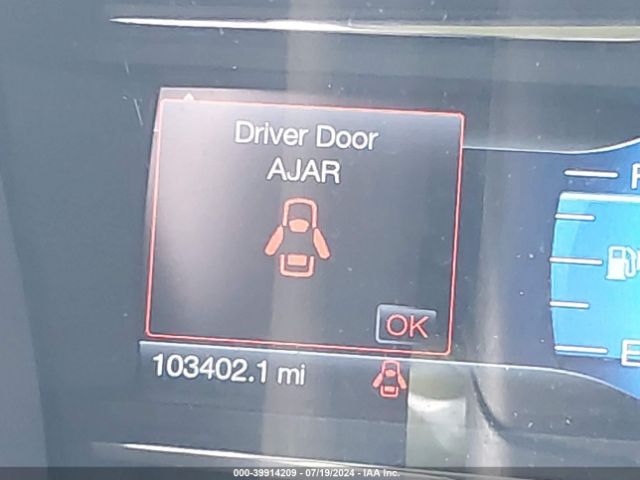 Driver Door
AJAR
OK
103402.1 mi
E
000-39914209 - 07/19/2024 - IAA Inc.